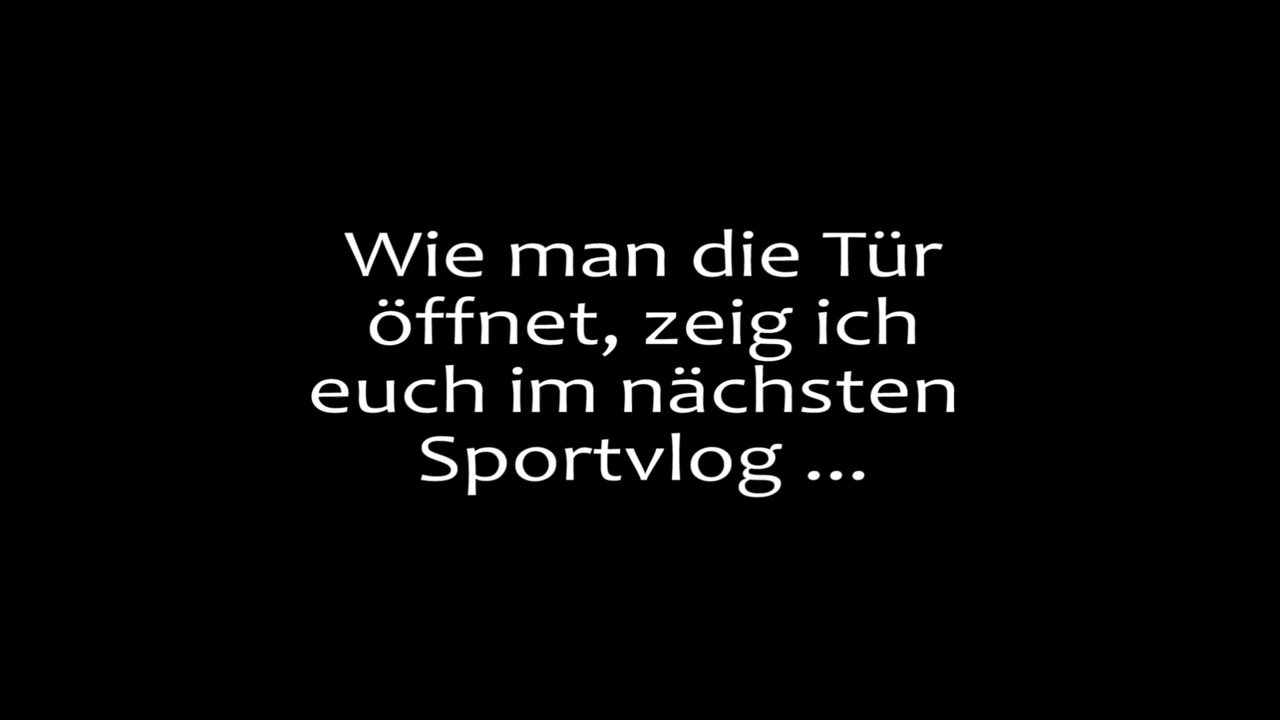 Wie man die Tür
öffnet, zeig ich
euch im nächsten
Sportvlog ...